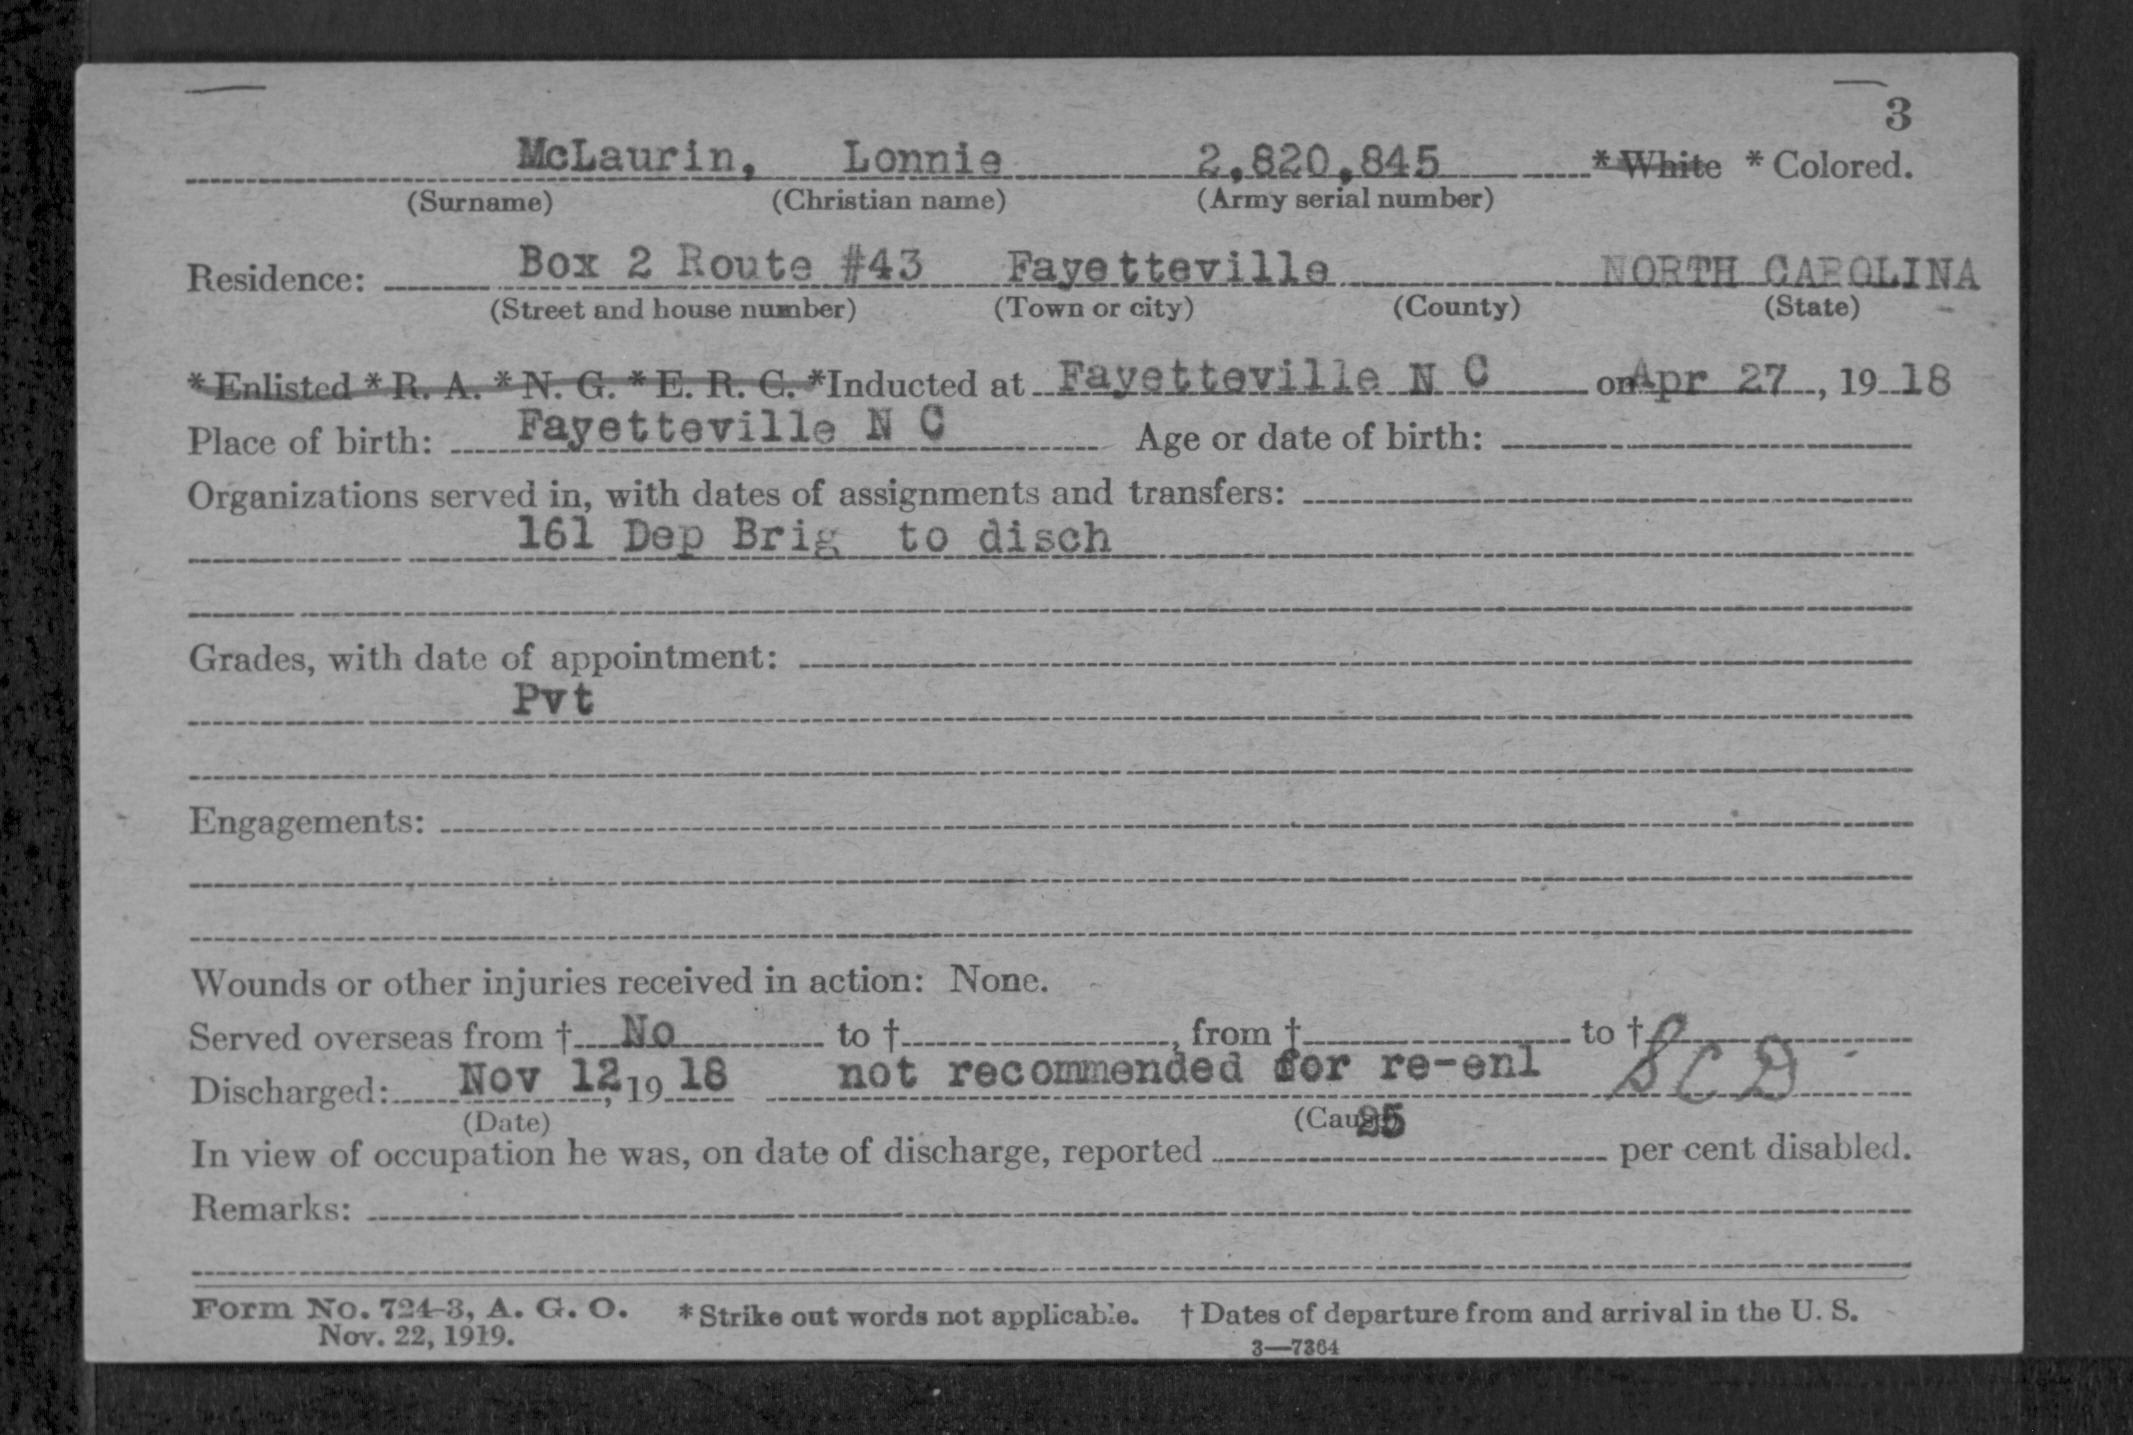 3
McLaurin, Lonnie 2,820,845 * White * Colored.
(Surname) (Christian name) (Army serial number)
Residence: Box 2 Route #43 Fayetteville NORTH CAROLINA
(Street and house number) (Town or city) (County) (State)
* Enlisted * R. A. * N. G. * E. R. C. * Inducted at Fayetteville N C on Apr 27, 19 18
Place of birth: Fayetteville N C Age or date of birth:
Organizations served in, with dates of assignments and transfers:
161 Dep Brig to disch
Grades, with date of appointment:
Pvt
Engagements:
Wounds or other injuries received in action: None.
Served overseas from † No to †, from † to †
Discharged: Nov 12, 19 18 not recommended for re-enl S C D
(Date) (Cause) 25
In view of occupation he was, on date of discharge, reported per cent disabled.
Remarks:
Form No. 724-3, A. G. O. * Strike out words not applicable. † Dates of departure from and arrival in the U. S.
Nov. 22, 1919. 3—7364